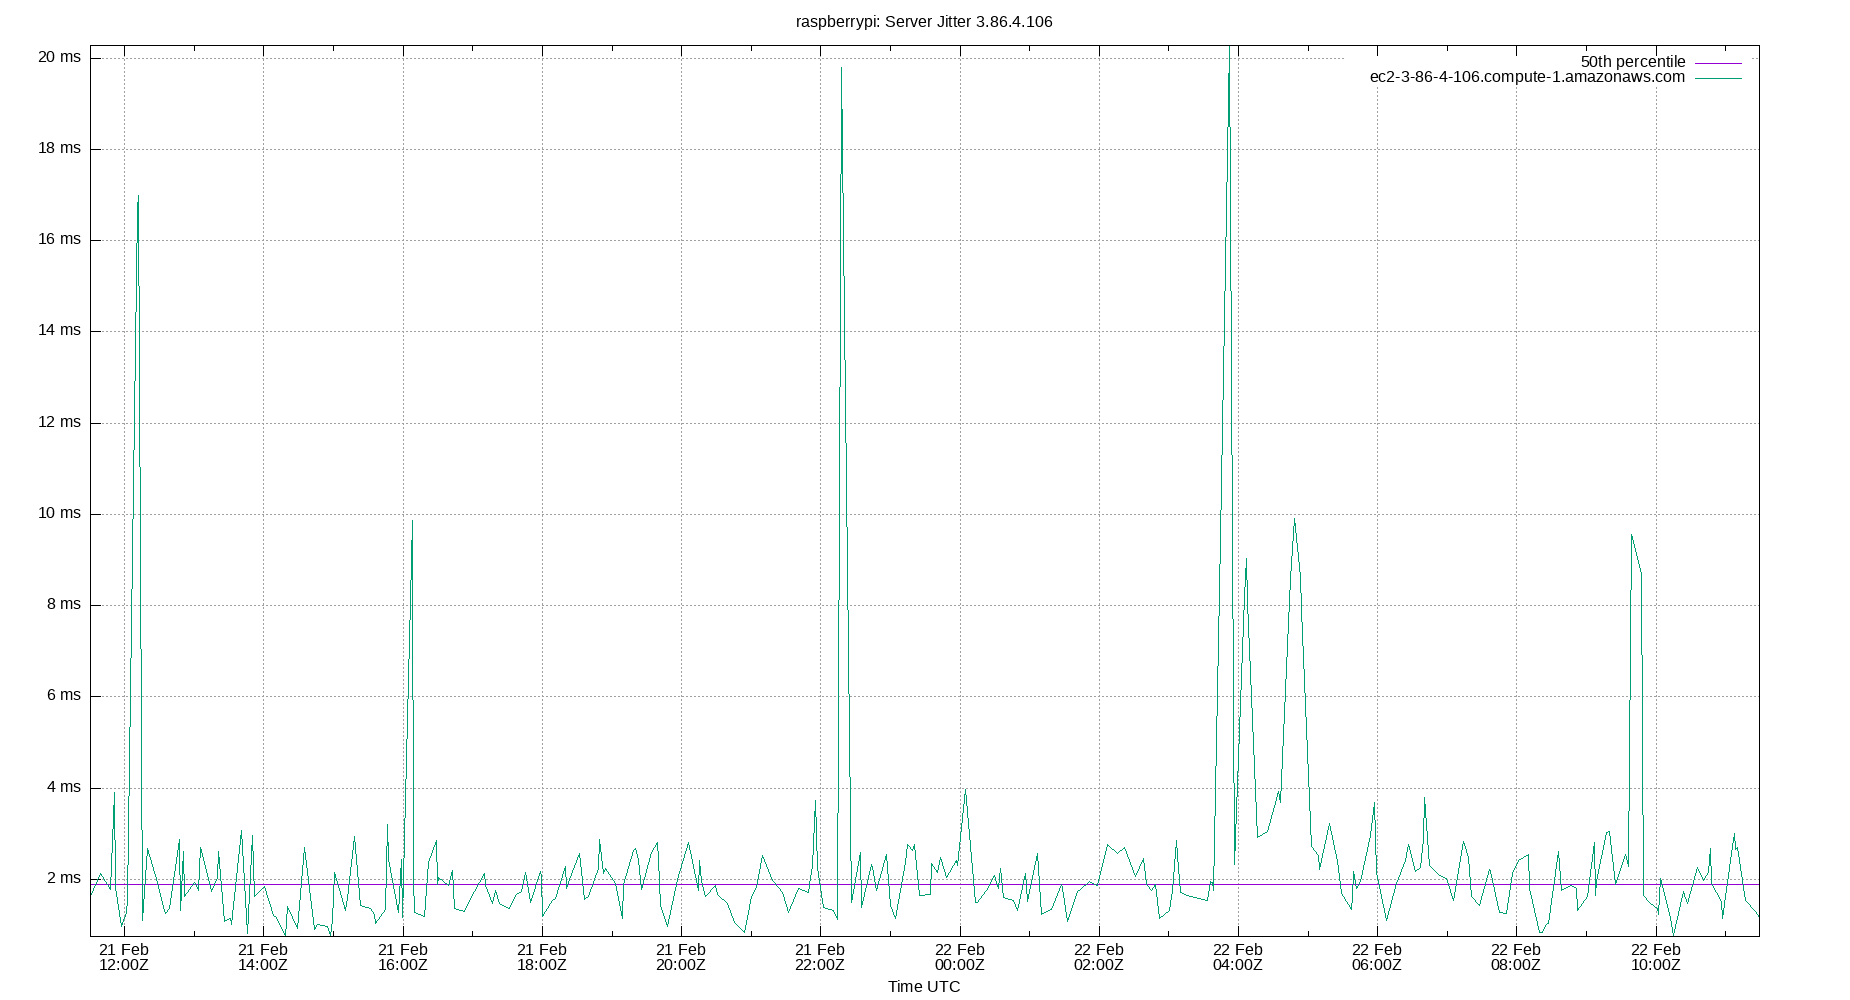 raspberrypi: Server Jitter 3.86.4.106
50th percentile
ec2-3-86-4-106.compute-1.amazonaws.com
20 ms
18 ms
16 ms
14 ms
12 ms
10 ms
8 ms
6 ms
4 ms
2 ms
21 Feb 21 Feb 21 Feb 21 Feb 21 Feb 21 Feb 22 Feb 22 Feb 22 Feb 22 Feb 22 Feb 22 Feb
12:00Z 14:00Z 16:00Z 18:00Z 20:00Z 22:00Z 00:00Z 02:00Z 04:00Z 06:00Z 08:00Z 10:00Z
Time UTC